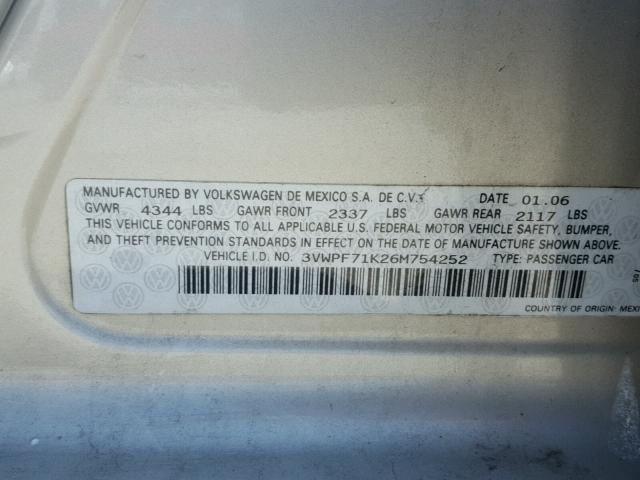 MANUFACTURED BY VOLKSWAGEN DE MEXICO S.A. DE C.V. DATE 01.06
GVWR 4344 LBS GAWR FRONT 2337 LBS GAWR REAR 2117 LBS
THIS VEHICLE CONFORMS TO ALL APPLICABLE U.S. FEDERAL MOTOR VEHICLE SAFETY, BUMPER,
AND THEFT PREVENTION STANDARDS IN EFFECT ON THE DATE OF MANUFACTURE SHOWN ABOVE.
VEHICLE I.D. NO. 3VWPF71K26M754252 TYPE: PASSENGER CAR
COUNTRY OF ORIGIN: MEXI